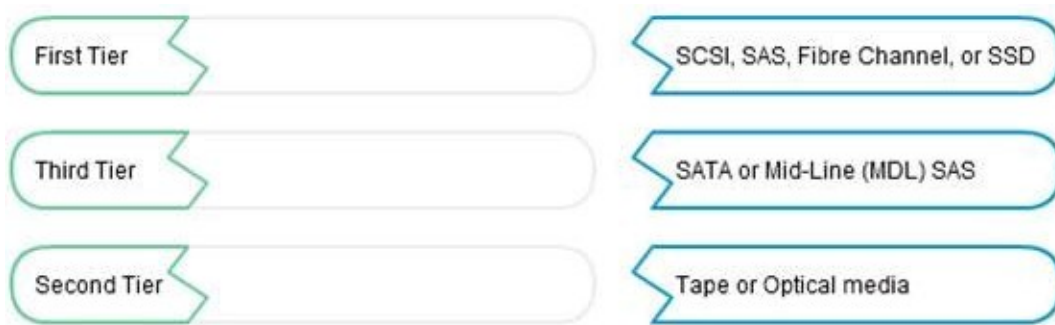 First Tier
SCSI, SAS, Fibre Channel, or SSD
Third Tier
SATA or Mid-Line (MDL) SAS
Second Tier
Tape or Optical media